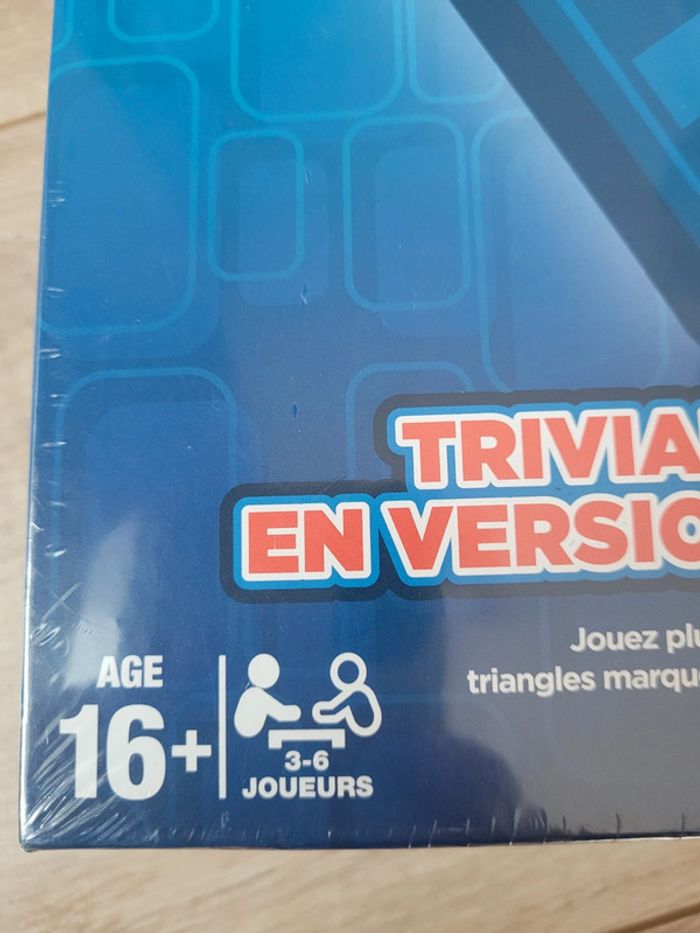 TRIVIA
EN VERSIO
Jouez plu
triangles marqu
AGE
16+
3-6
JOUEURS